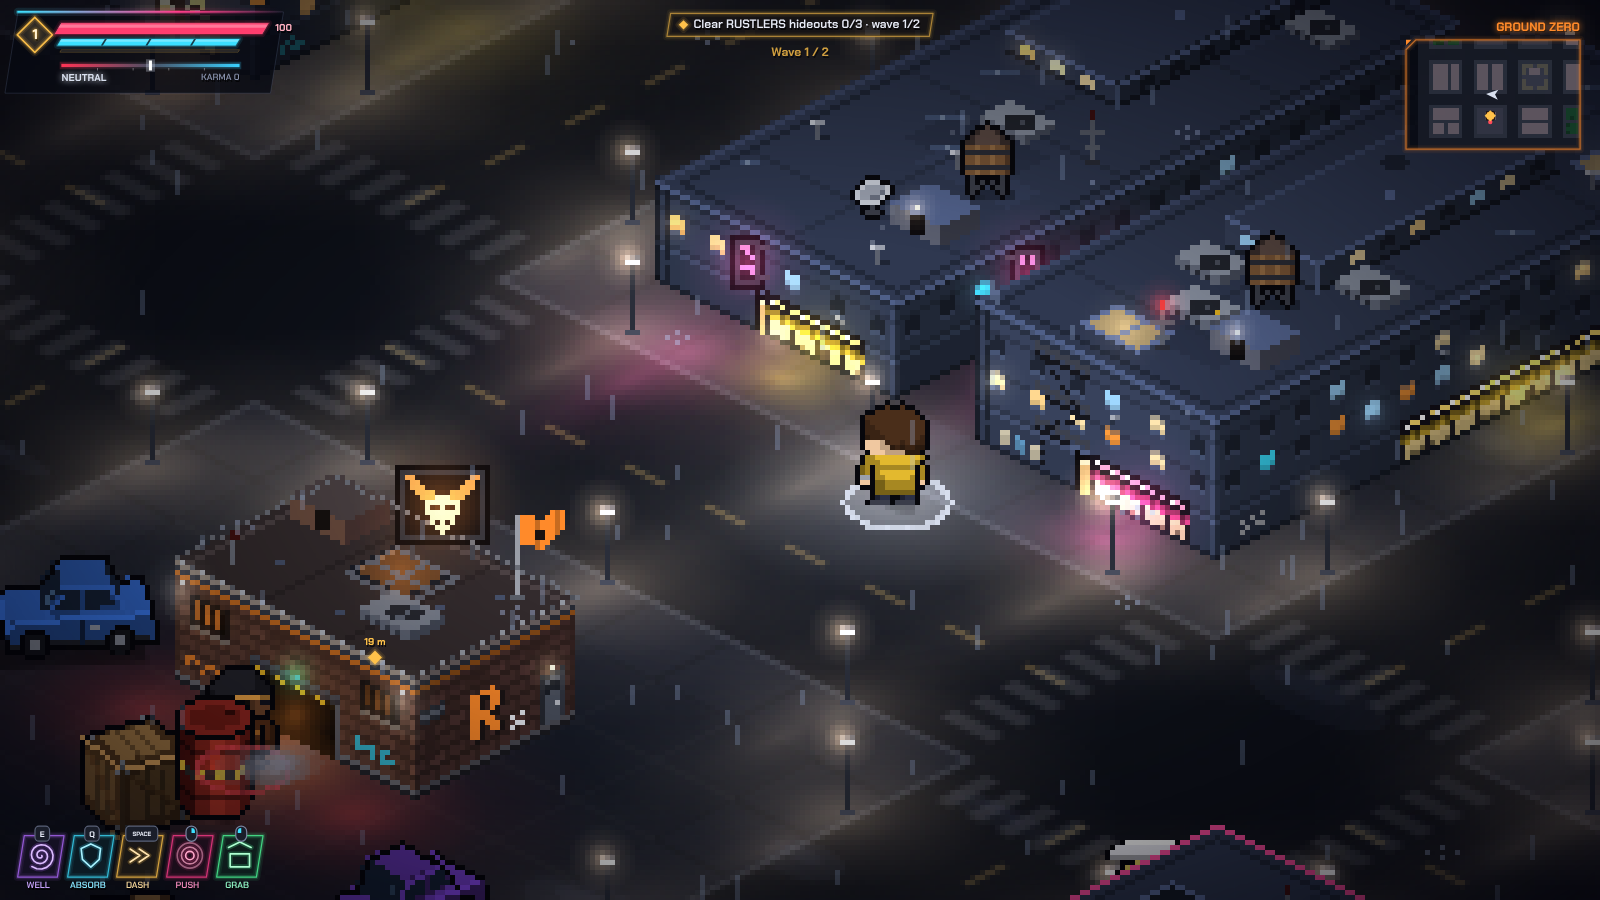 1
100
NEUTRAL
KARMA 0
Clear RUSTLERS hideouts 0/3 · wave 1/2
Wave 1 / 2
GROUND ZERO
19 m
R
E
Q
SPACE
WELL
ABSORB
DASH
PUSH
GRAB